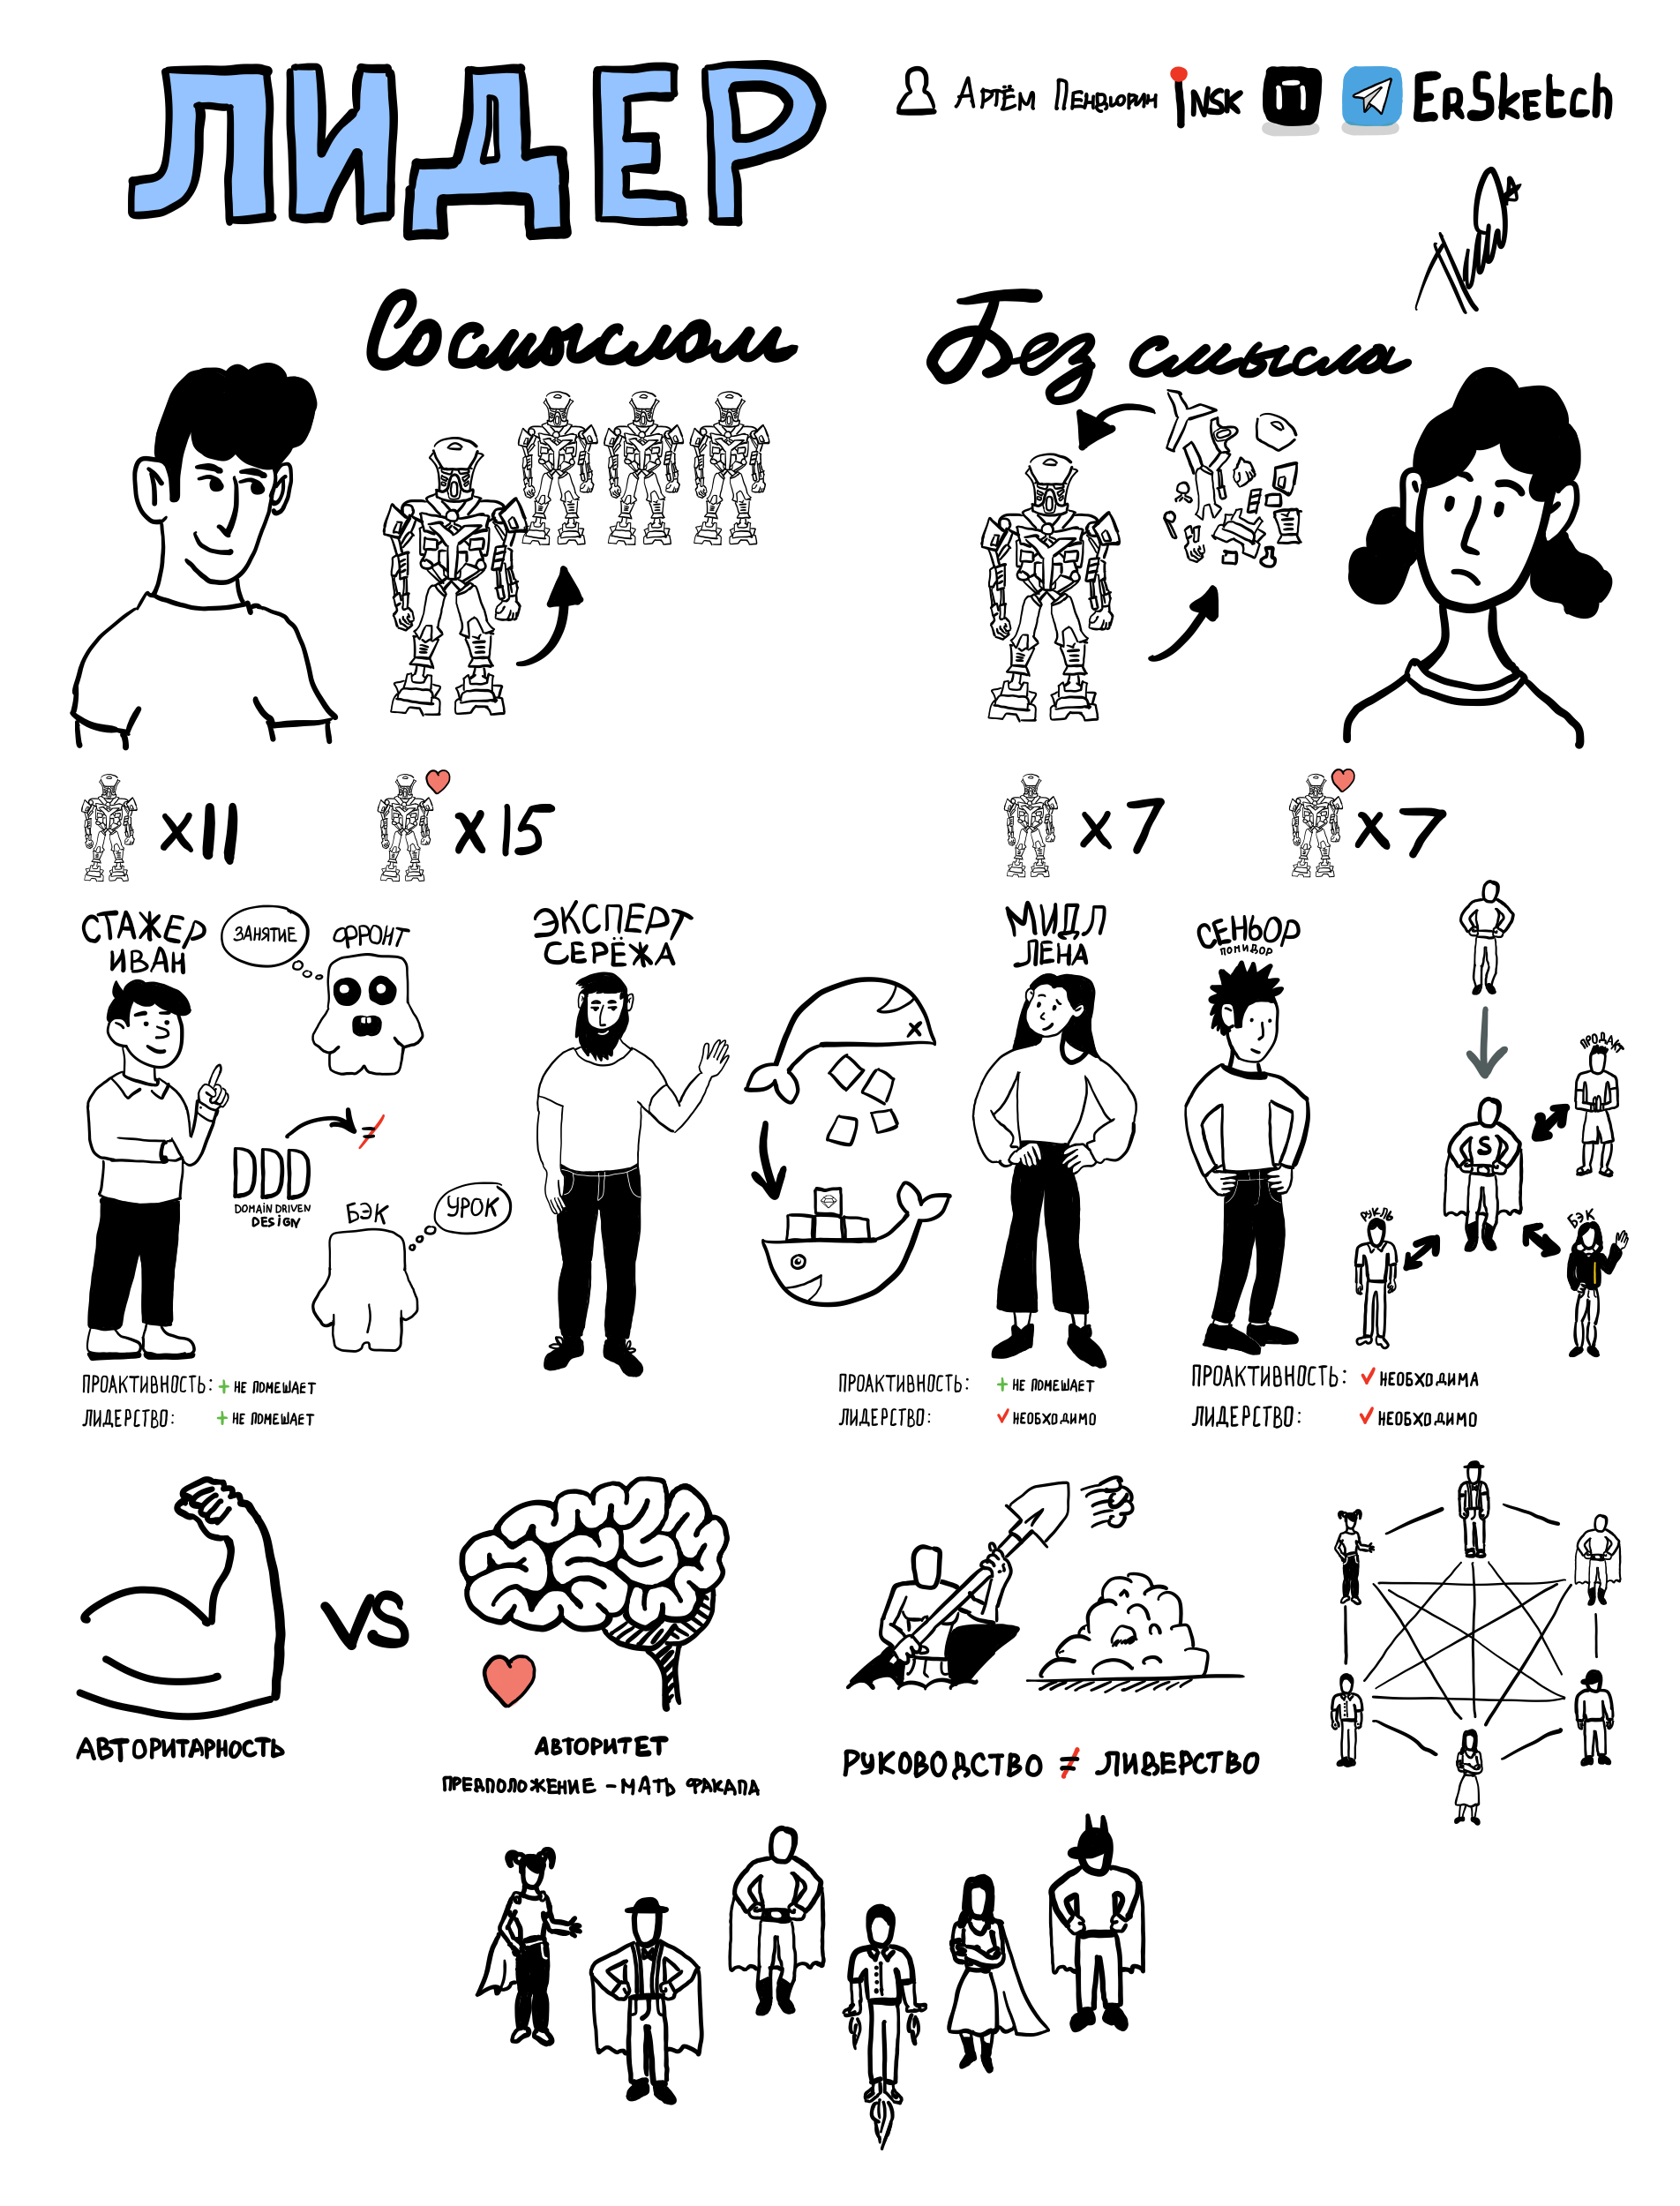 ЛИДЕР
АРТЁМ ПЕНДЮРИН iNSK ERSKEtch
Со смыслом
Без смысла
x11
x15
x7
x7
СТАЖЕР
ИВАН
ЗАНЯТИЕ
ФРОНТ
DDD
DOMAIN DRIVEN
DESIGN
≠
БЭК
УРОК
ЭКСПЕРТ
СЕРЁЖА
МИДЛ
ЛЕНА
СЕНЬОР
ПОМИДОР
ПРОДАКТ
S
РУКЛЬ
БЭК
ПРОАКТИВНОСТЬ: + НЕ ПОМЕШАЕТ
ЛИДЕРСТВО: + НЕ ПОМЕШАЕТ
ПРОАКТИВНОСТЬ: + НЕ ПОМЕШАЕТ
ЛИДЕРСТВО: ✓ НЕОБХОДИМО
ПРОАКТИВНОСТЬ: ✓ НЕОБХОДИМА
ЛИДЕРСТВО: ✓ НЕОБХОДИМО
VS
АВТОРИТАРНОСТЬ
АВТОРИТЕТ
ПРЕДПОЛОЖЕНИЕ - МАТЬ ФАКАПА
РУКОВОДСТВО ≠ ЛИДЕРСТВО